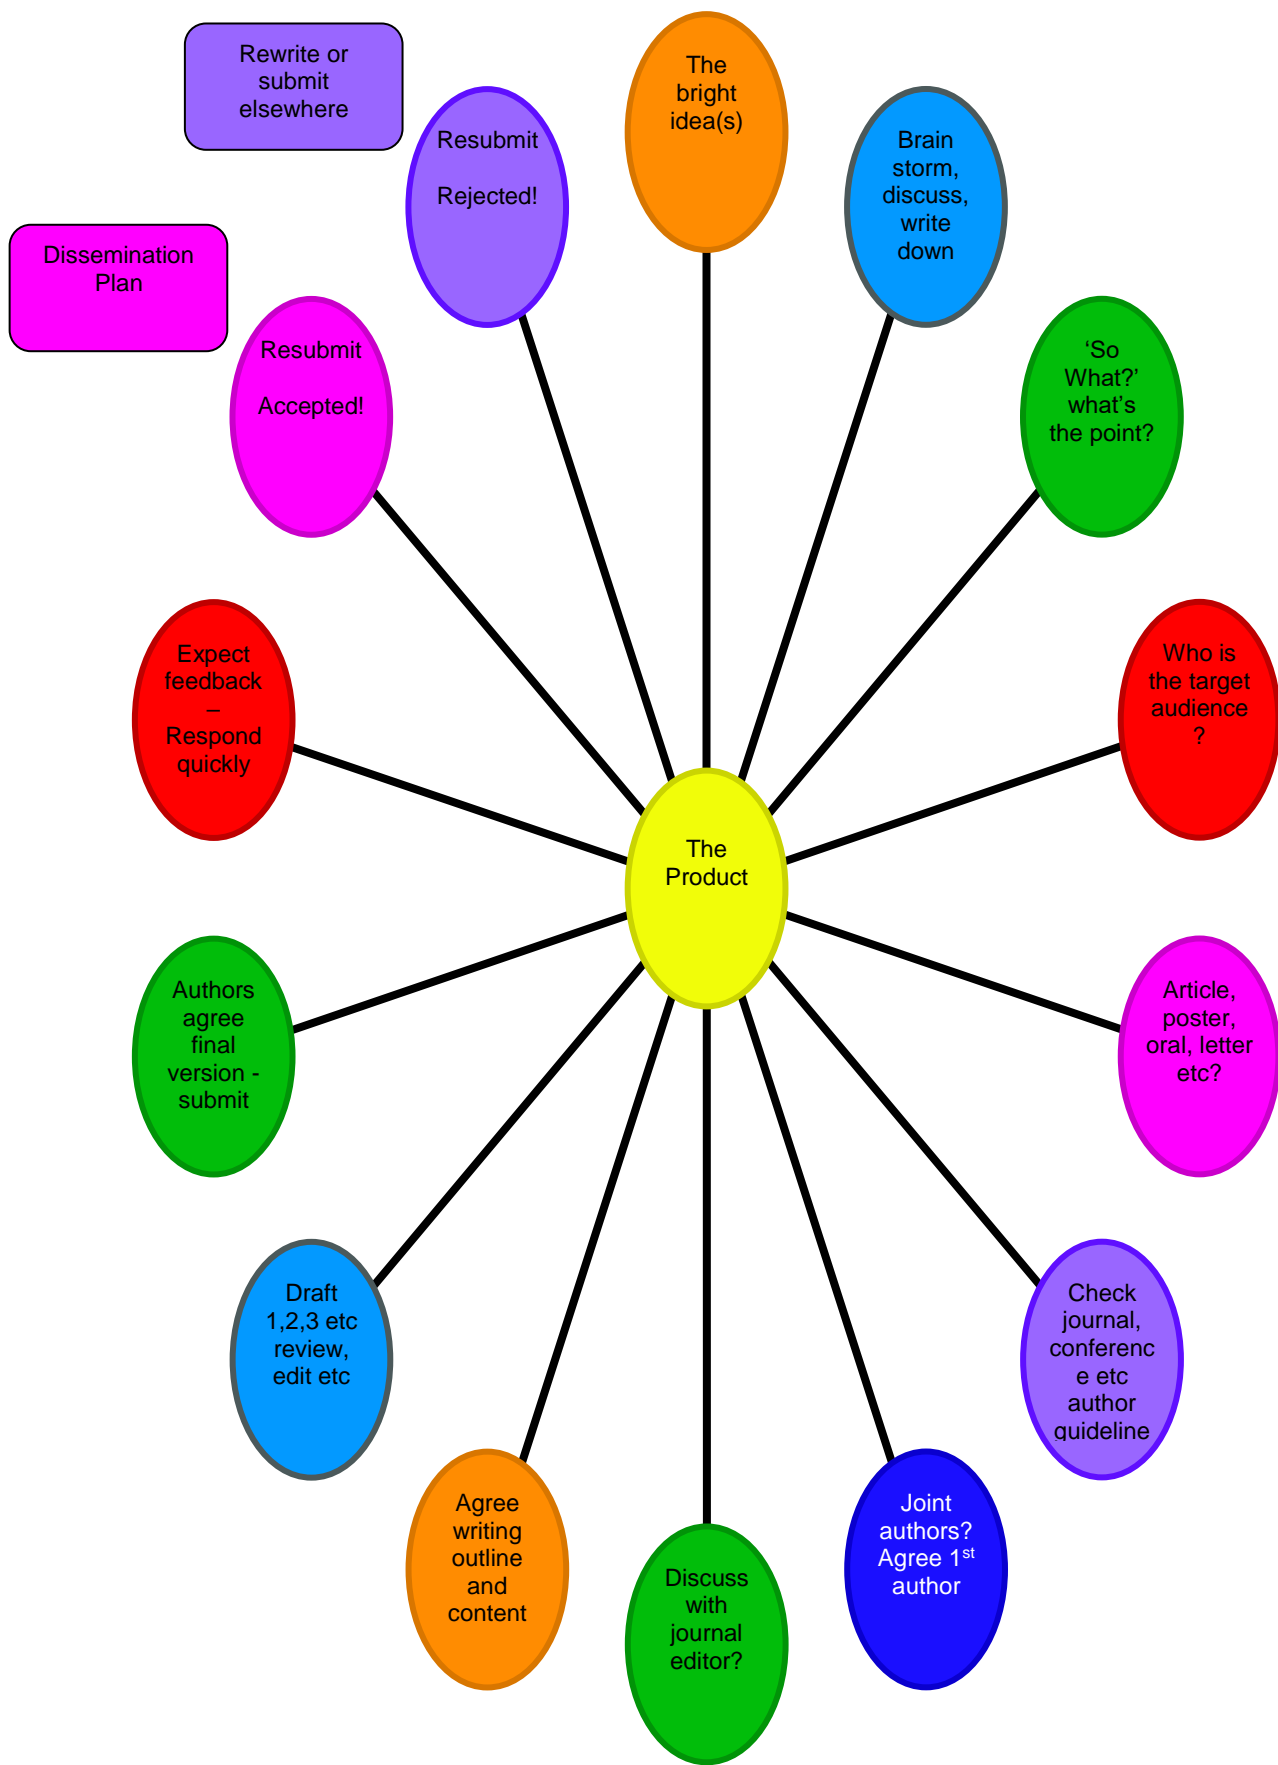 Rewrite or
submit
elsewhere
Dissemination
Plan
The
bright
idea(s)
Brain
storm,
discuss,
write
down
‘So
What?’
what’s
the point?
Who is
the target
audience
?
Article,
poster,
oral, letter
etc?
Check
journal,
conferenc
e etc
author
guideline
Joint
authors?
Agree 1st
author
Discuss
with
journal
editor?
Agree
writing
outline
and
content
Draft
1,2,3 etc
review,
edit etc
Authors
agree
final
version -
submit
Expect
feedback
–
Respond
quickly
Resubmit
Accepted!
Resubmit
Rejected!
The
Product